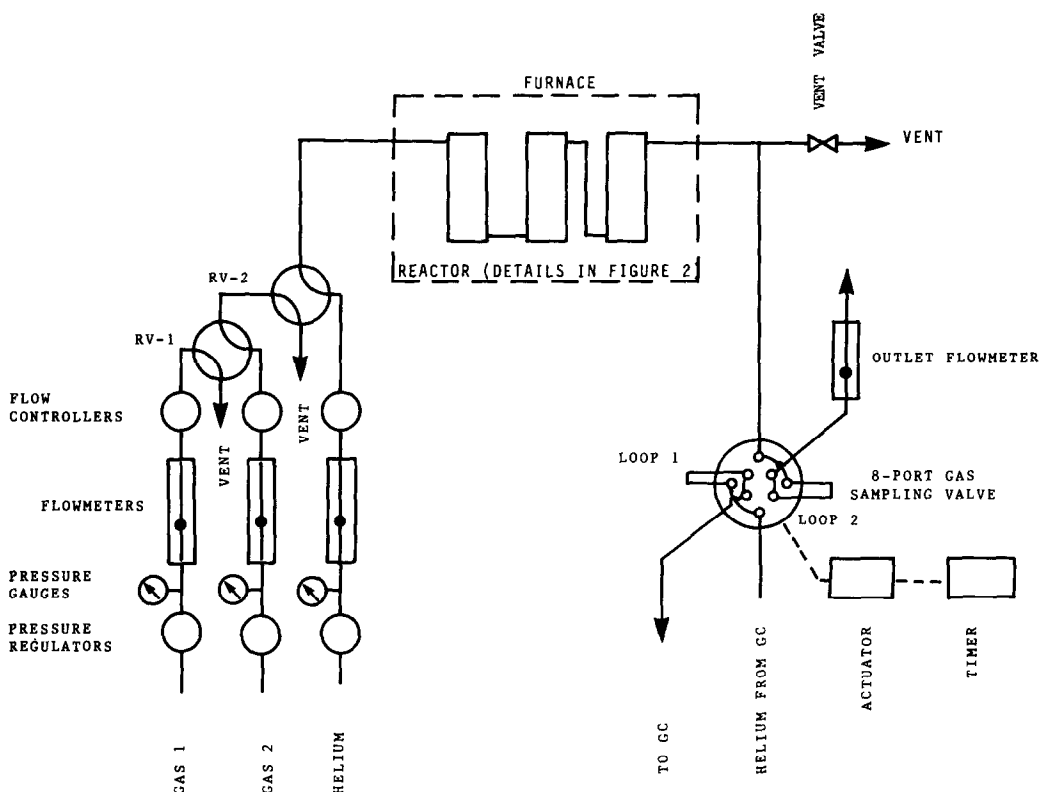 FURNACE
VENT VALVE
VENT
REACTOR (DETAILS IN FIGURE 2)
RV-2
RV-1
OUTLET FLOWMETER
FLOW
CONTROLLERS
VENT
VENT
LOOP 1
8-PORT GAS
SAMPLING VALVE
LOOP 2
FLOWMETERS
PRESSURE
GAUGES
PRESSURE
REGULATORS
GAS 1
GAS 2
HELIUM
TO GC
HELIUM FROM GC
ACTUATOR
TIMER